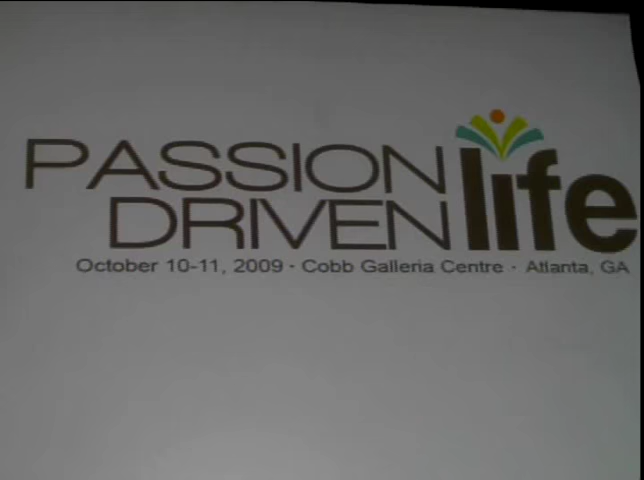 PASSION
DRIVEN life
October 10-11, 2009 · Cobb Galleria Centre · Atlanta, GA